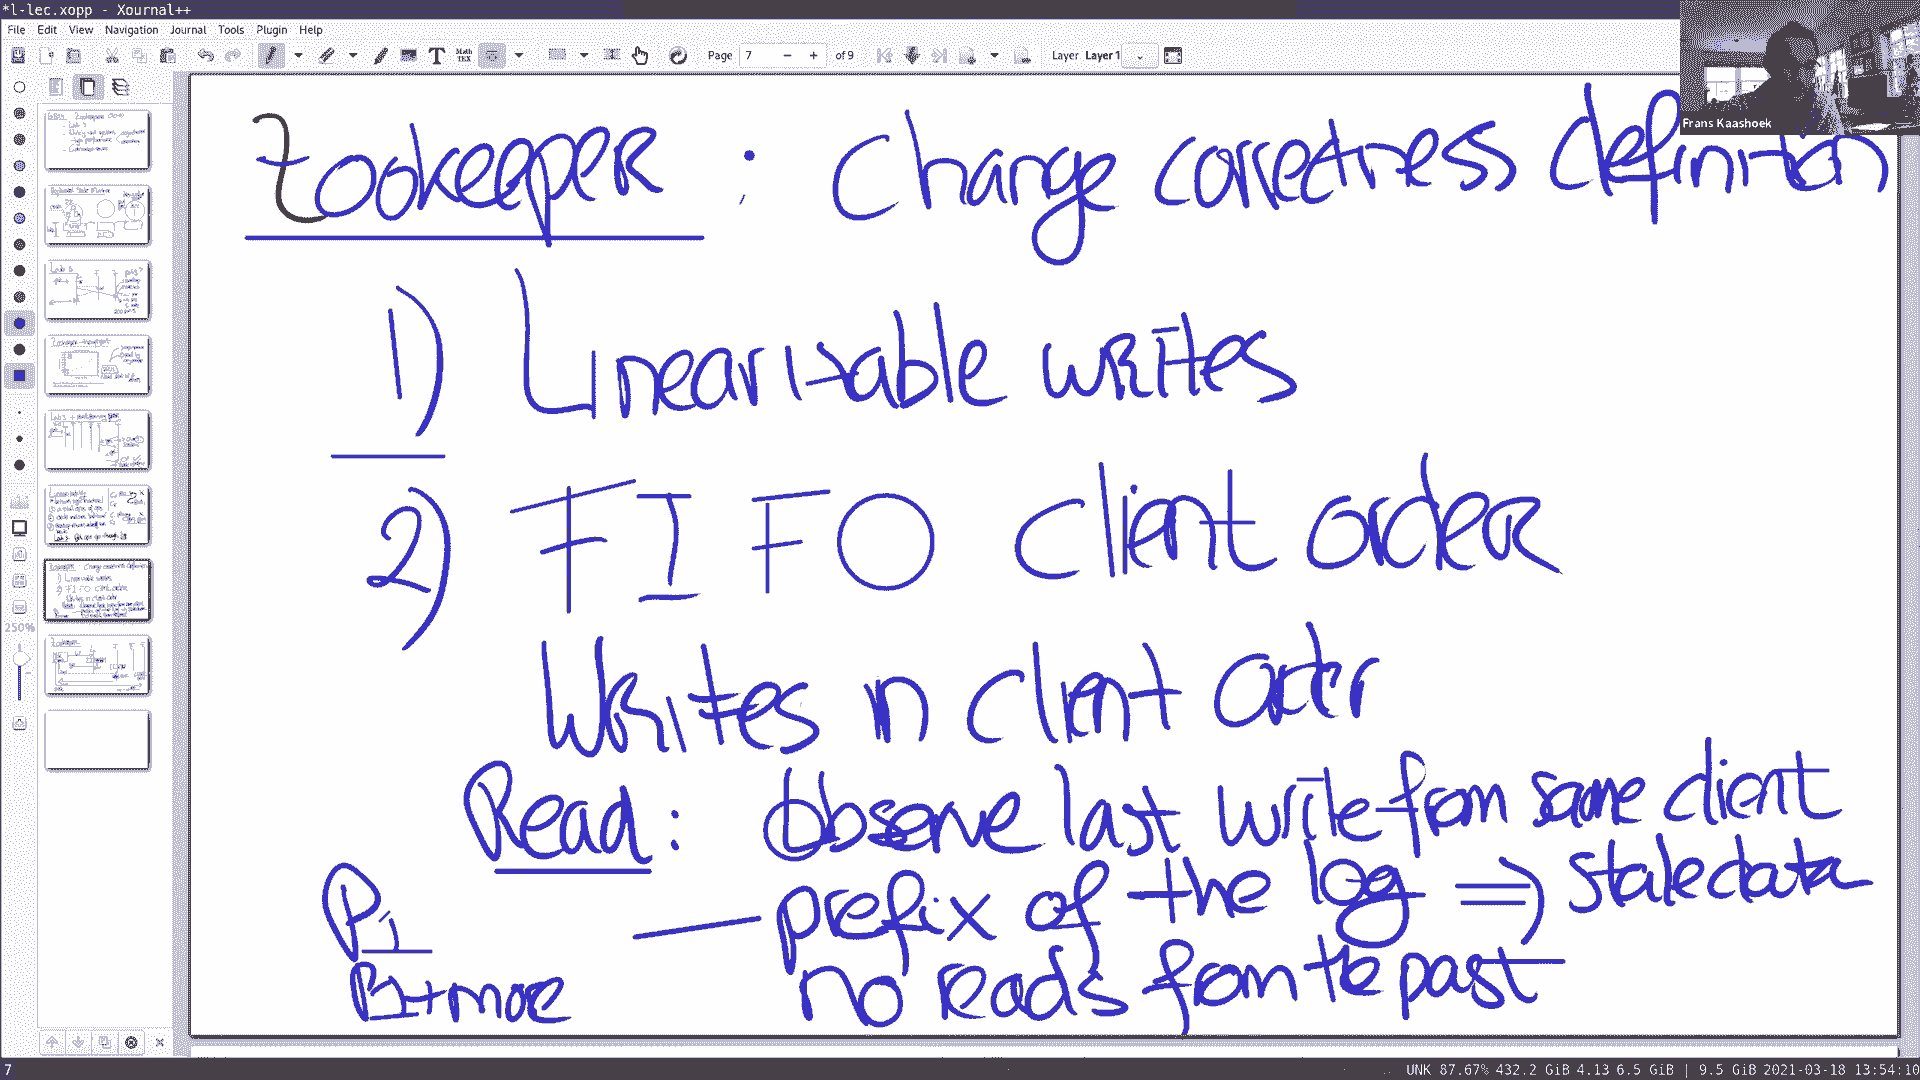 *l-lec.xopp - Xournal++
File Edit View Navigation Journal Tools Plugin Help
Page 7 - + of 9 Layer Layer 1
Frans Kaashoek
Zookeeper : Change correctness definition
1) Linearizable writes
2) FIFO client order
Writes in client order
Read: observe last write from same client
— prefix of the log => stale data
no reads from the past
P1
P1+more
250%
7
UNK 87.67% 432.2 GiB 4.13 6.5 GiB | 9.5 GiB 2021-03-18 13:54:10